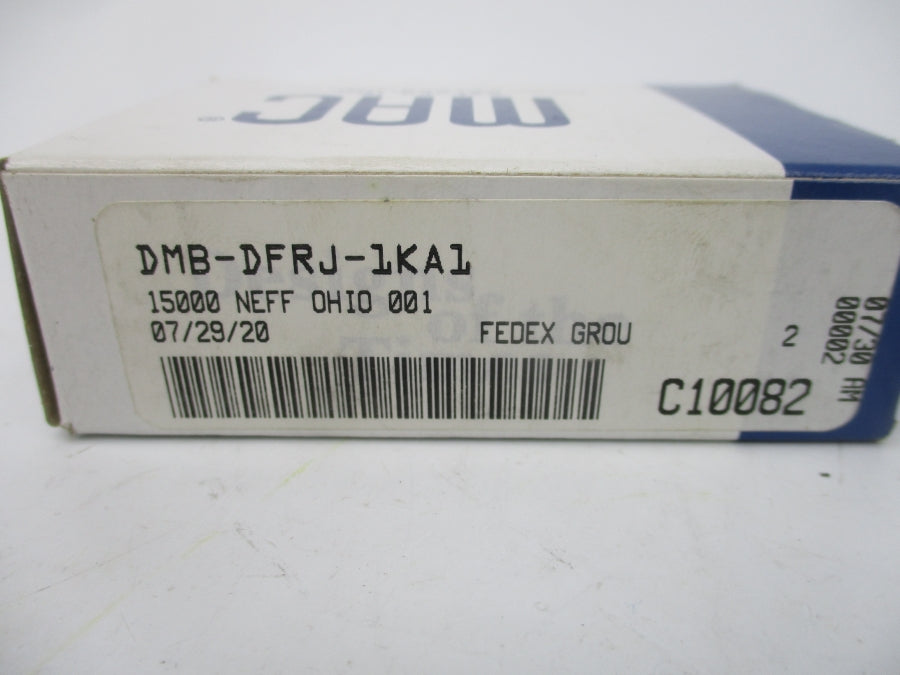 MAC®
DMB-DFRJ-1KA1
15000 NEFF OHIO 001
07/29/20 FEDEX GROU 2
C10082
07/30 AM
00002